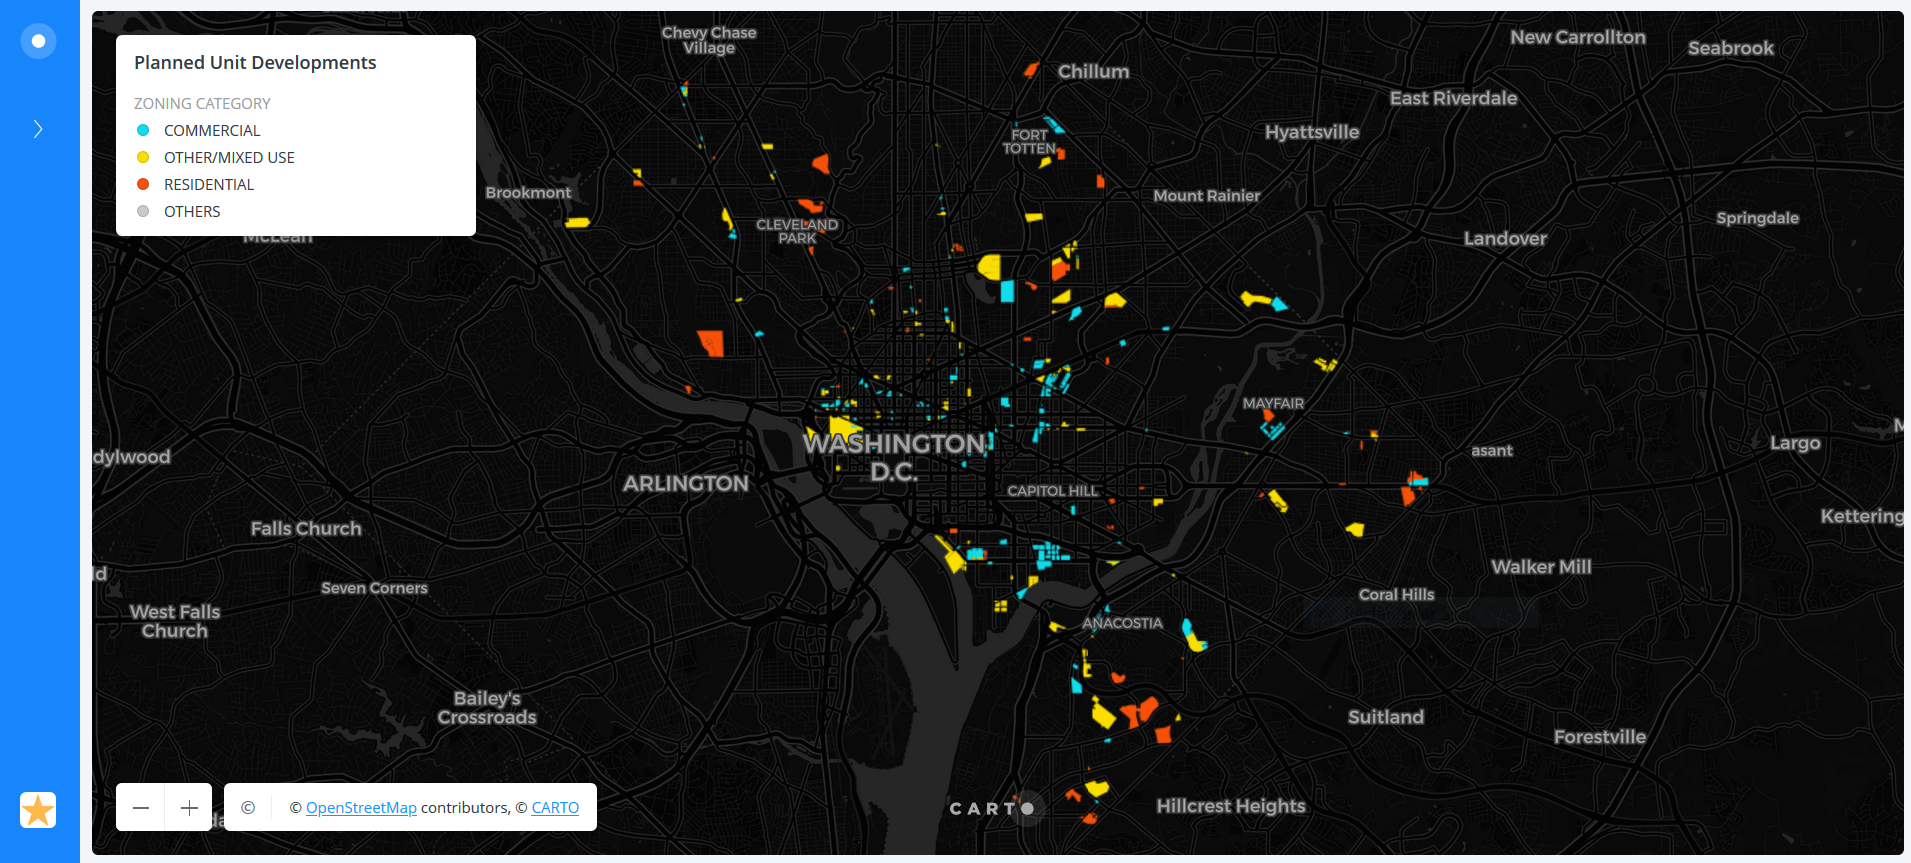 Planned Unit Developments
ZONING CATEGORY
COMMERCIAL
OTHER/MIXED USE
RESIDENTIAL
OTHERS
Chevy Chase
Village
Chillum
New Carrollton
Seabrook
East Riverdale
FORT
TOTTEN
Hyattsville
Brookmont
Mount Rainier
Springdale
CLEVELAND
PARK
McLean
Landover
MAYFAIR
WASHINGTON
D.C.
dylwood
asant
Largo
M
ARLINGTON
CAPITOL HILL
Falls Church
Kettering
ld
Seven Corners
Walker Mill
Coral Hills
West Falls
Church
ANACOSTIA
Bailey's
Crossroads
Suitland
Forestville
© © OpenStreetMap contributors, © CARTO
da
CARTO
Hillcrest Heights